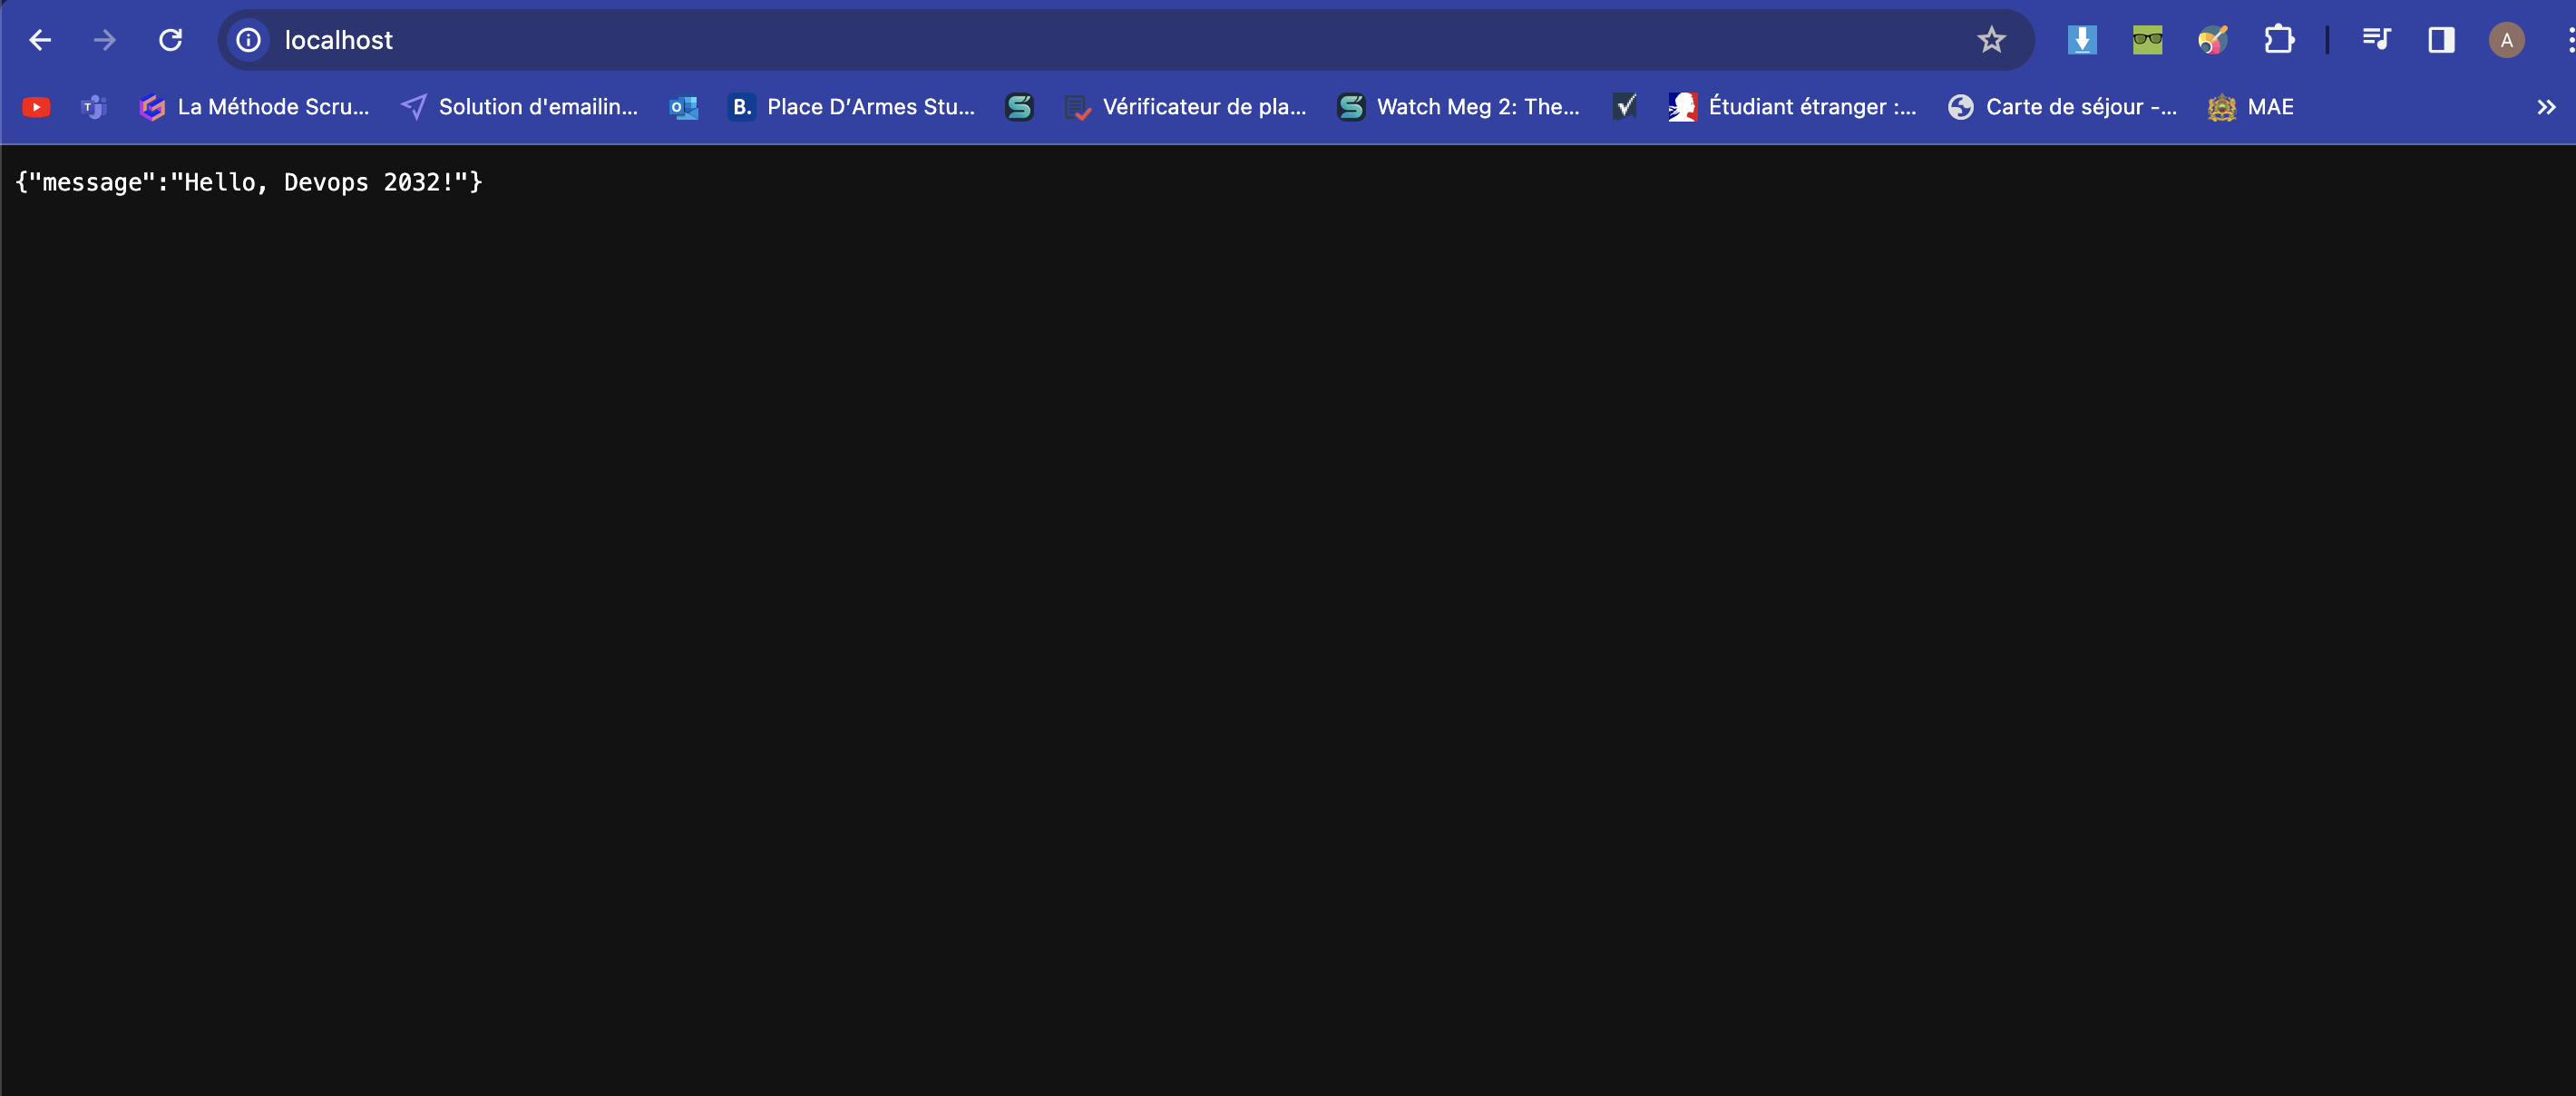 localhost
La Méthode Scru... Solution d'emailin... B. Place D'Armes Stu... Vérificateur de pla... Watch Meg 2: The... Étudiant étranger :... Carte de séjour -... MAE
{"message":"Hello, Devops 2032!"}
A